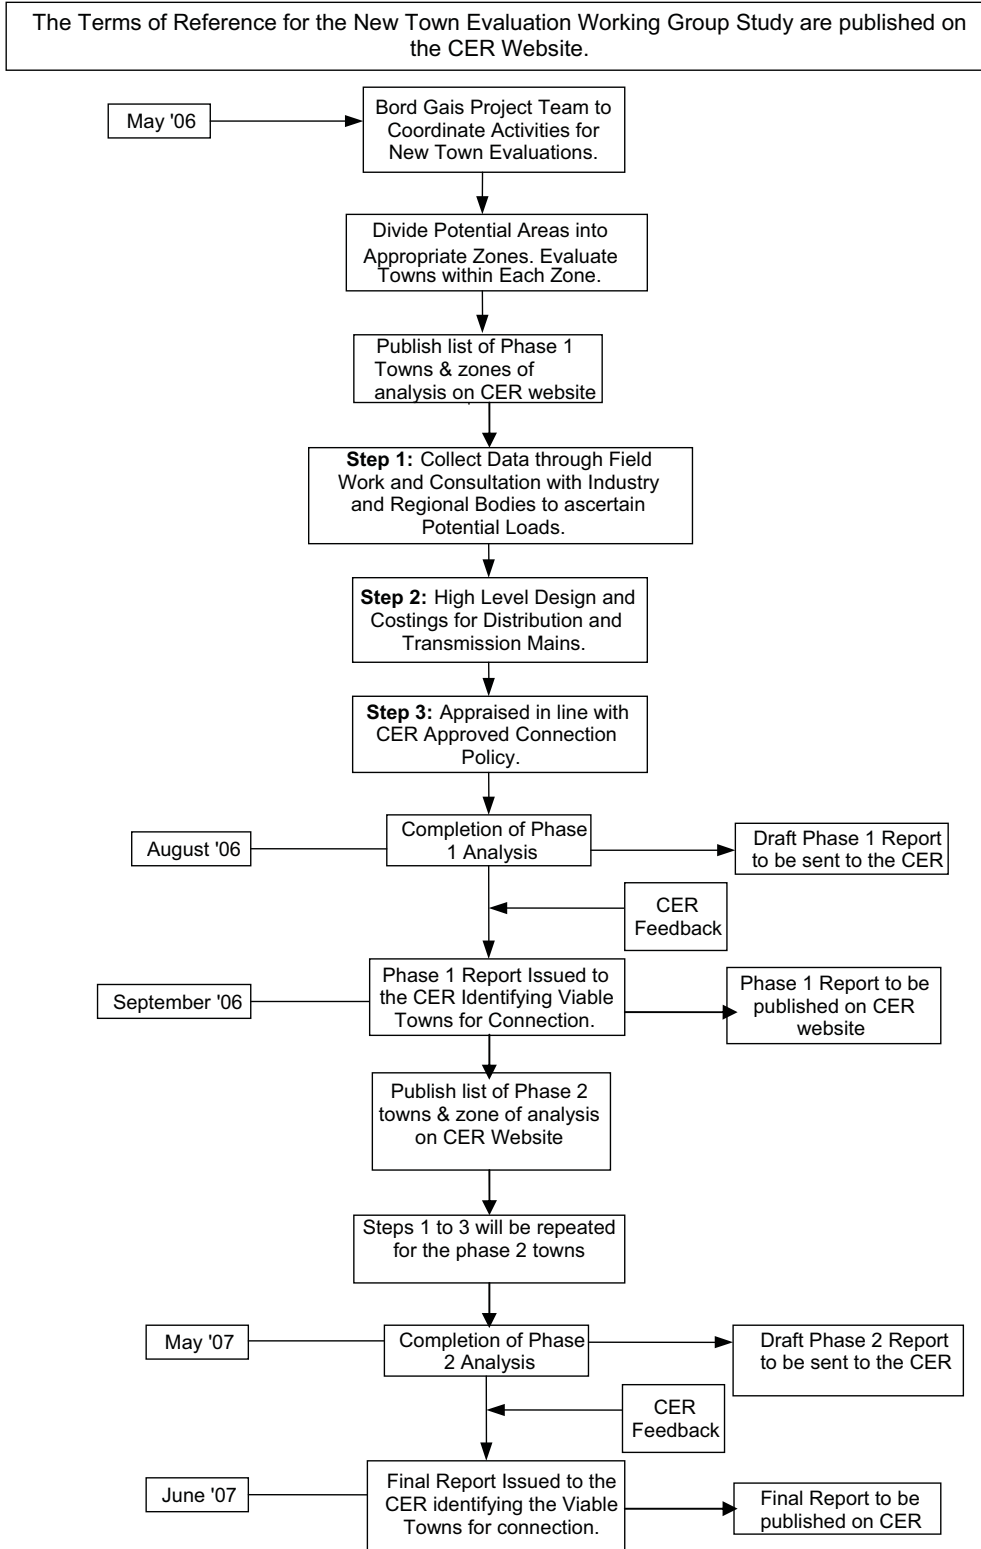 The Terms of Reference for the New Town Evaluation Working Group Study are published on
the CER Website.
May '06
Bord Gais Project Team to
Coordinate Activities for
New Town Evaluations.
Divide Potential Areas into
Appropriate Zones. Evaluate
Towns within Each Zone.
Publish list of Phase 1
Towns & zones of
analysis on CER website
Step 1: Collect Data through Field
Work and Consultation with Industry
and Regional Bodies to ascertain
Potential Loads.
Step 2: High Level Design and
Costings for Distribution and
Transmission Mains.
Step 3: Appraised in line with
CER Approved Connection
Policy.
August '06
Completion of Phase
1 Analysis
Draft Phase 1 Report
to be sent to the CER
CER
Feedback
September '06
Phase 1 Report Issued to
the CER Identifying Viable
Towns for Connection.
Phase 1 Report to be
published on CER
website
Publish list of Phase 2
towns & zone of analysis
on CER Website
Steps 1 to 3 will be repeated
for the phase 2 towns
May '07
Completion of Phase
2 Analysis
Draft Phase 2 Report
to be sent to the CER
CER
Feedback
June '07
Final Report Issued to the
CER identifying the Viable
Towns for connection.
Final Report to be
published on CER